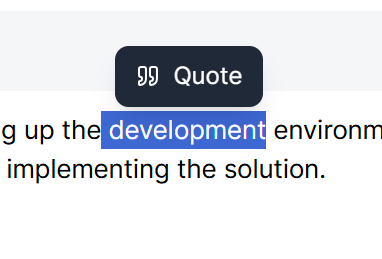 Quote
g up the development environm
implementing the solution.